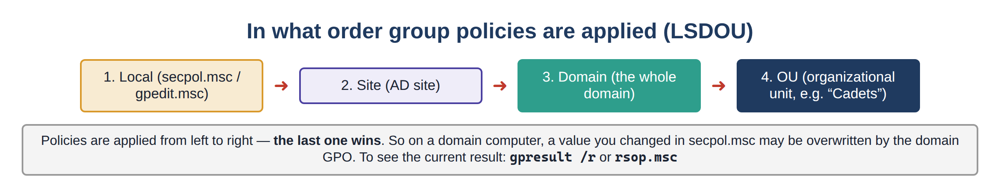 In what order group policies are applied (LSDOU)
1. Local (secpol.msc /
gpedit.msc)
➜
2. Site (AD site)
➜
3. Domain (the whole
domain)
➜
4. OU (organizational
unit, e.g. “Cadets”)
Policies are applied from left to right — the last one wins. So on a domain computer, a value you changed in secpol.msc may be overwritten by the domain
GPO. To see the current result: gpresult /r or rsop.msc